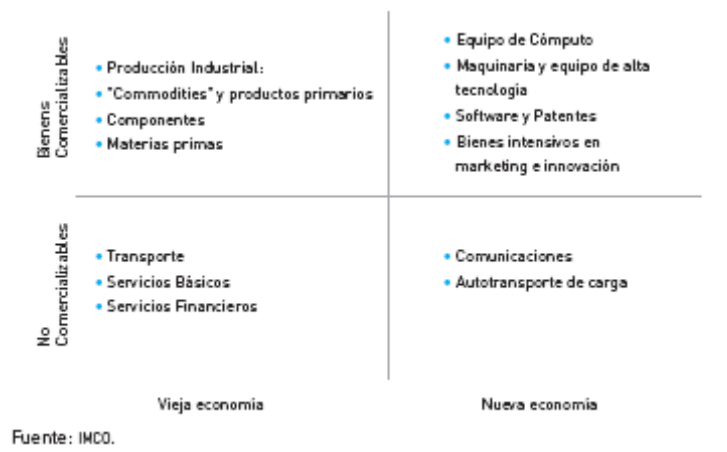 Bienens
Comercializables
• Producción Industrial:
• "Commodities" y productos primarios
• Componentes
• Materias primas
• Equipo de Cómputo
• Maquinaria y equipo de alta
tecnología
• Software y Patentes
• Bienes intensivos en
marketing e innovación
No
Comercializables
• Transporte
• Servicios Básicos
• Servicios Financieros
• Comunicaciones
• Autotransporte de carga
Vieja economía
Nueva economía
Fuente: IMCO.